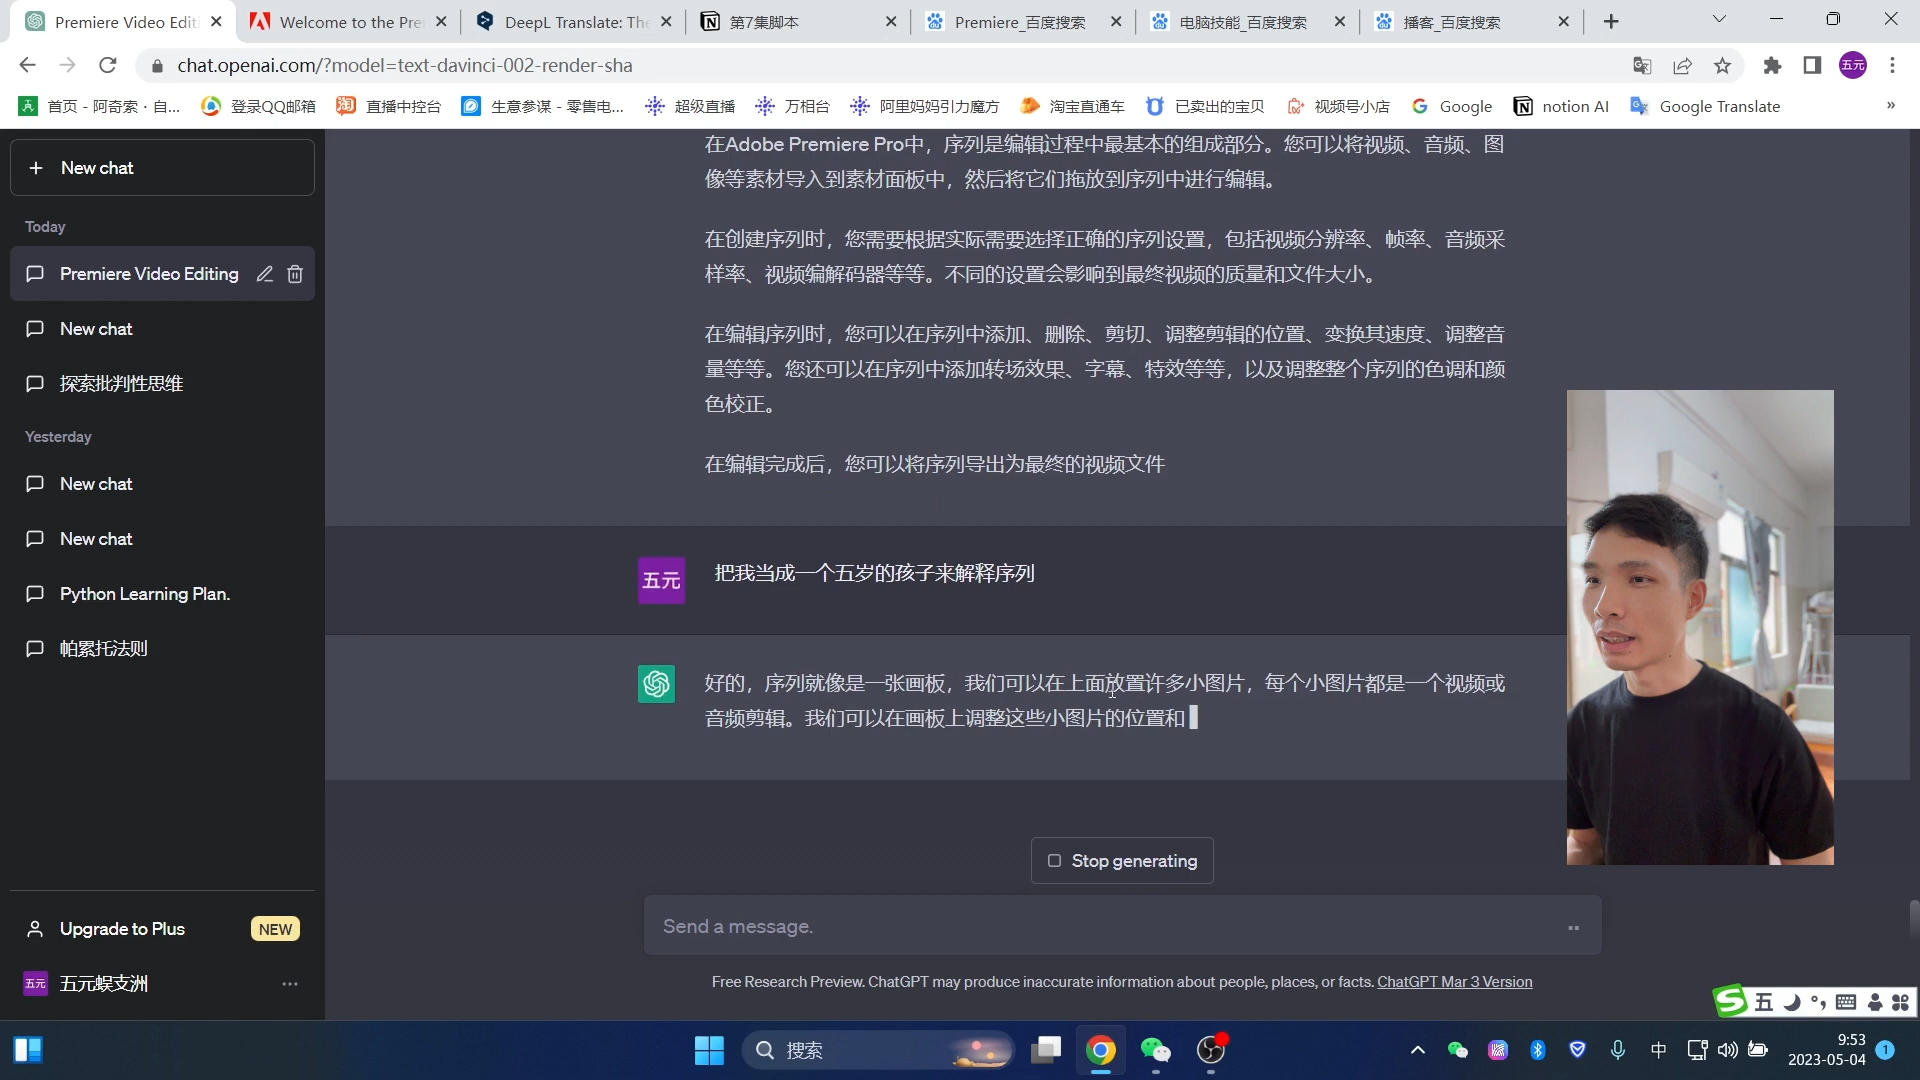 Premiere Video Editi
Welcome to the Pre
DeepL Translate: The
第7集脚本
Premiere_百度搜索
电脑技能_百度搜索
播客_百度搜索
chat.openai.com/?model=text-davinci-002-render-sha
五元
首页 - 阿奇索 · 自...
登录QQ邮箱
直播中控台
生意参谋 - 零售电...
超级直播
万相台
阿里妈妈引力魔方
淘宝直通车
已卖出的宝贝
视频号小店
Google
notion AI
Google Translate
»
New chat
Today
Premiere Video Editing
New chat
探索批判性思维
Yesterday
New chat
New chat
Python Learning Plan.
帕累托法则
Upgrade to Plus
NEW
五元
五元蜈支洲
在Adobe Premiere Pro中，序列是编辑过程中最基本的组成部分。您可以将视频、音频、图
像等素材导入到素材面板中，然后将它们拖放到序列中进行编辑。
在创建序列时，您需要根据实际需要选择正确的序列设置，包括视频分辨率、帧率、音频采
样率、视频编解码器等等。不同的设置会影响到最终视频的质量和文件大小。
在编辑序列时，您可以在序列中添加、删除、剪切、调整剪辑的位置、变换其速度、调整音
量等等。您还可以在序列中添加转场效果、字幕、特效等等，以及调整整个序列的色调和颜
色校正。
在编辑完成后，您可以将序列导出为最终的视频文件
五元
把我当成一个五岁的孩子来解释序列
好的，序列就像是一张画板，我们可以在上面放置许多小图片，每个小图片都是一个视频或
音频剪辑。我们可以在画板上调整这些小图片的位置和
Stop generating
Send a message.
Free Research Preview. ChatGPT may produce inaccurate information about people, places, or facts. ChatGPT Mar 3 Version
S 五
搜索
中
9:53
2023-05-04
1